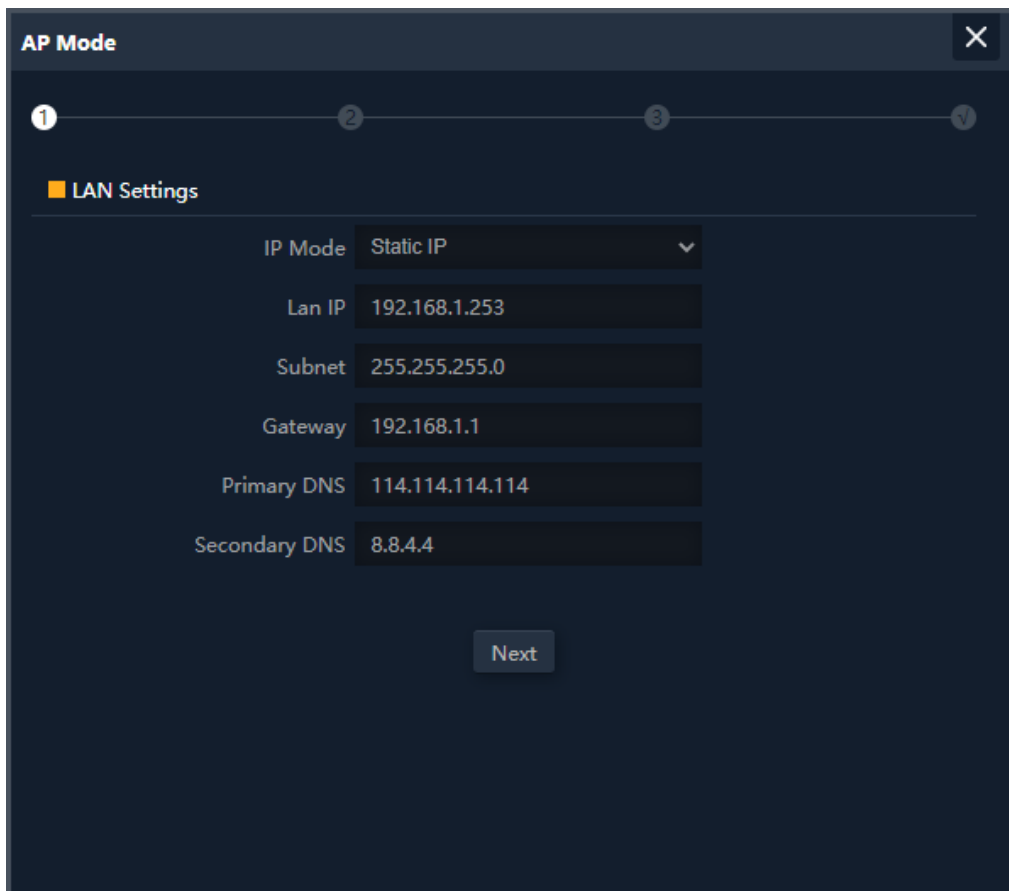 AP Mode
1 2 3 √
LAN Settings
IP Mode Static IP
Lan IP 192.168.1.253
Subnet 255.255.255.0
Gateway 192.168.1.1
Primary DNS 114.114.114.114
Secondary DNS 8.8.4.4
Next